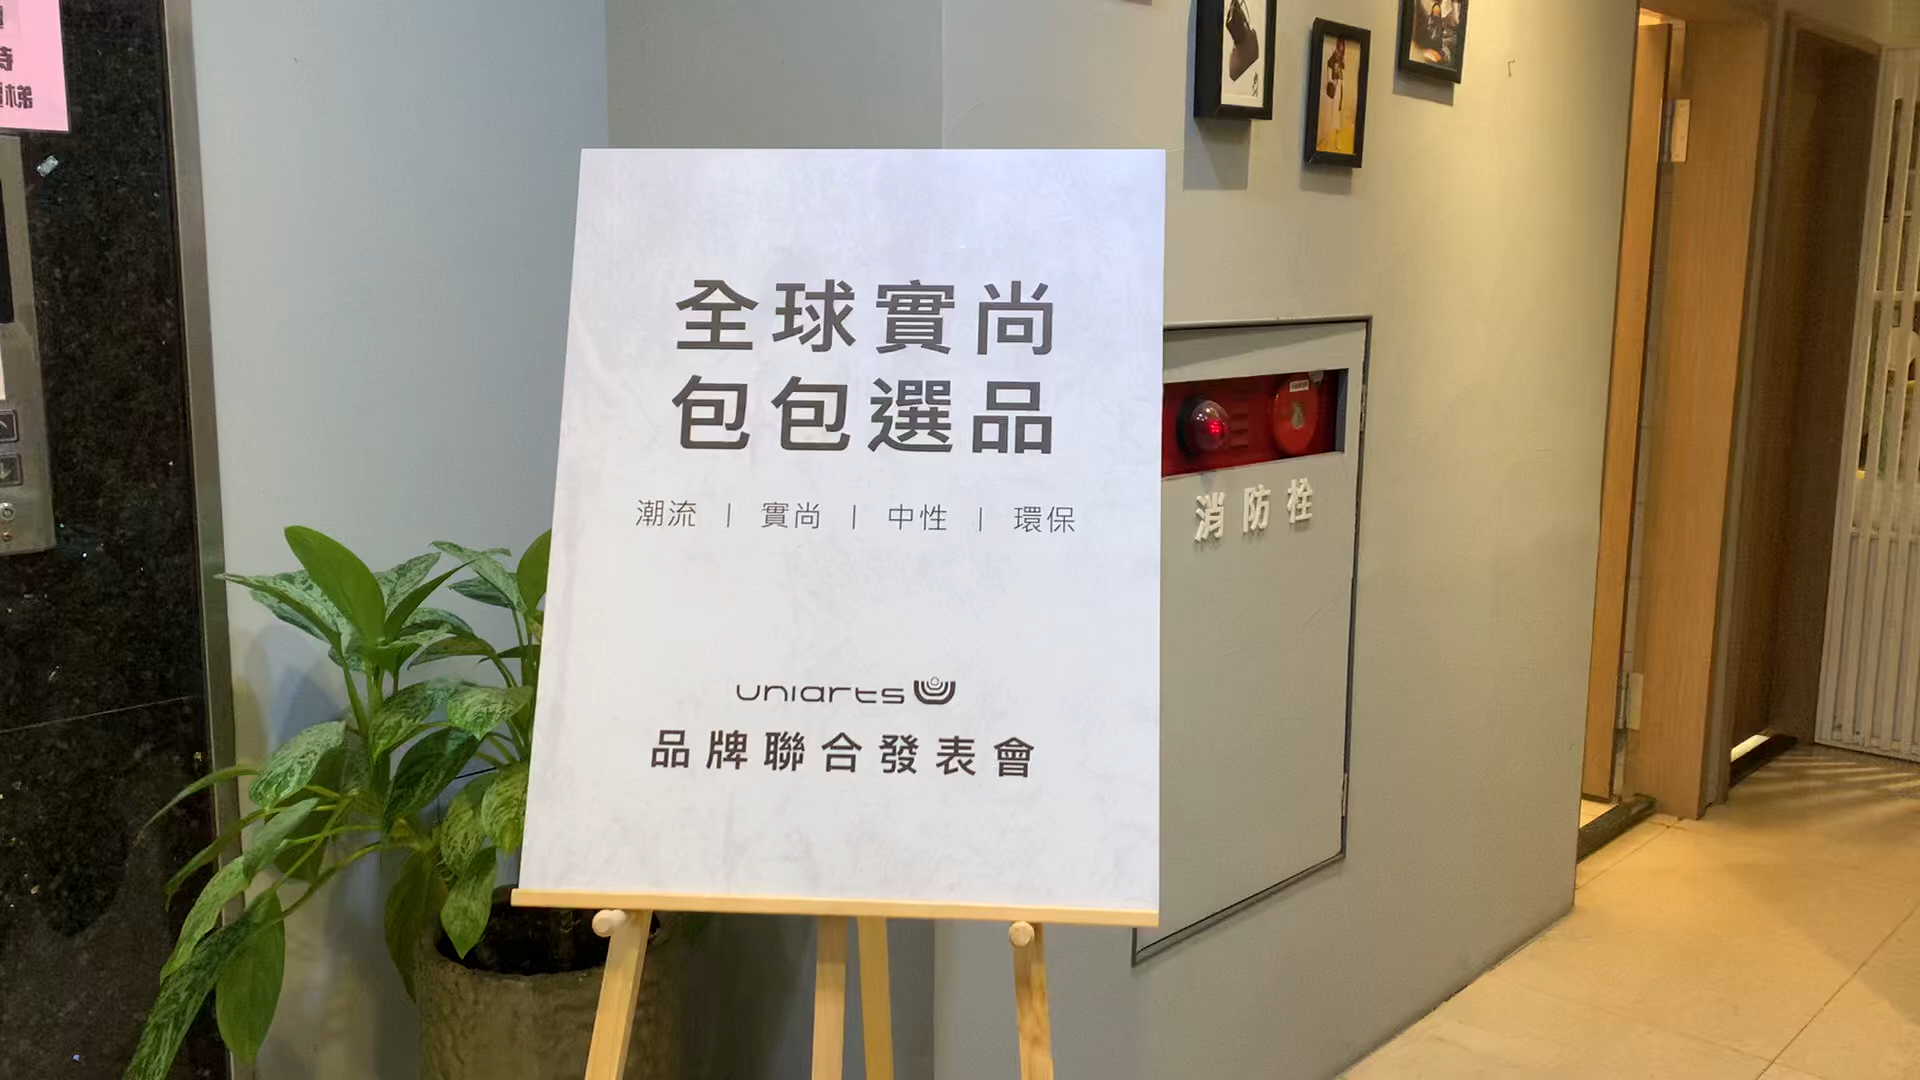 全球實尚
包包選品
潮流 | 實尚 | 中性 | 環保
uniarts
品牌聯合發表會
消防栓
梯